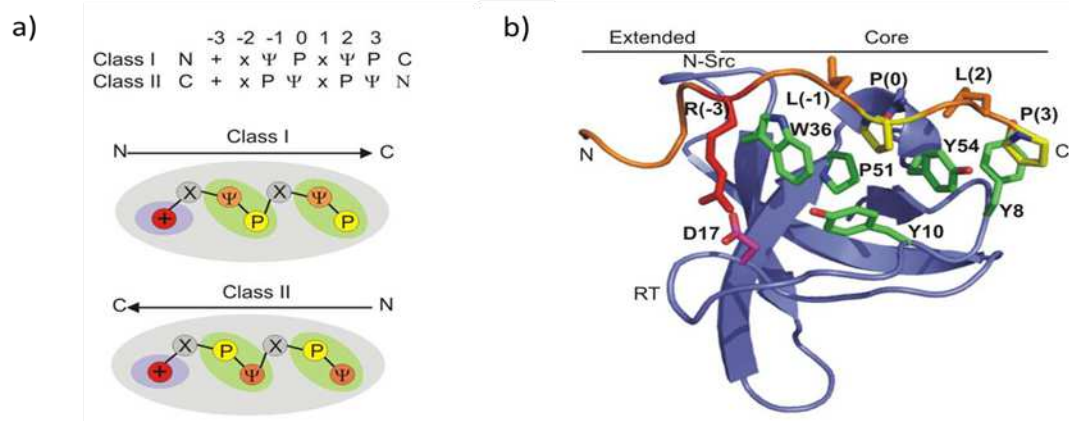 a)
-3 -2 -1 0 1 2 3
Class I N + x Ψ P x Ψ P C
Class II C + x P Ψ x P Ψ N
N Class I C
+ X Ψ P X Ψ P
C Class II N
+ X P Ψ X P Ψ
b)
Extended Core
N-Src
P(0) L(2)
L(-1) P(3)
R(-3)
W36
N Y54 C
P51
Y8
D17 Y10
RT